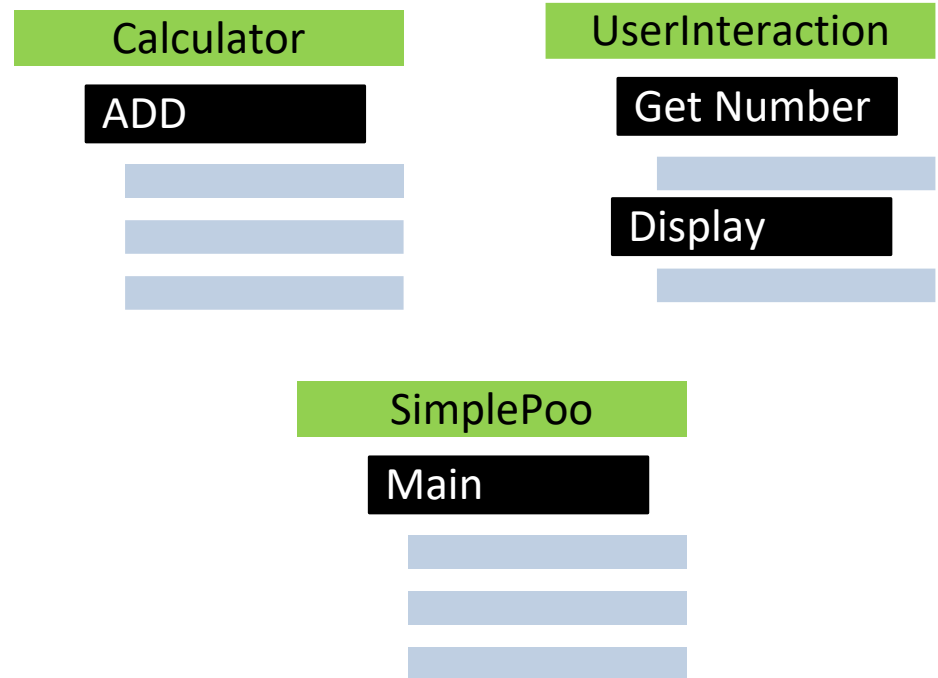 Calculator
ADD
UserInteraction
Get Number
Display
SimplePoo
Main